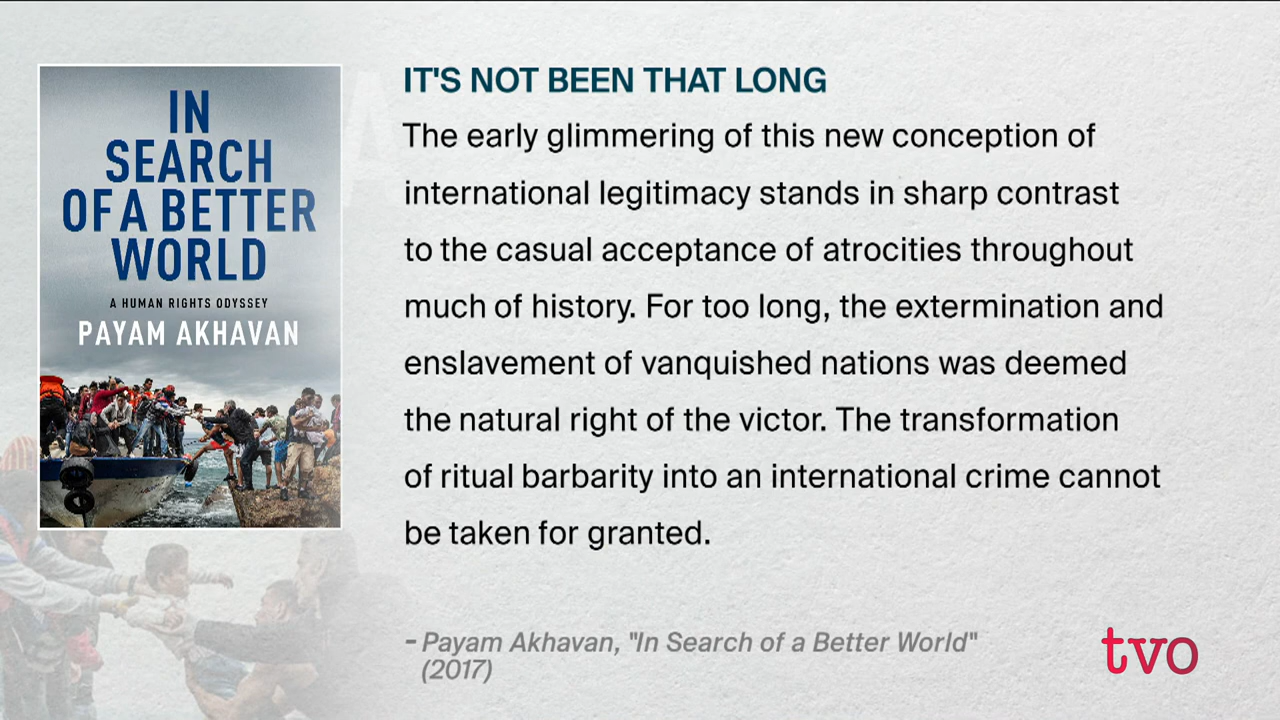 IN
SEARCH
OF A BETTER
WORLD
A HUMAN RIGHTS ODYSSEY
PAYAM AKHAVAN
IT'S NOT BEEN THAT LONG
The early glimmering of this new conception of
international legitimacy stands in sharp contrast
to the casual acceptance of atrocities throughout
much of history. For too long, the extermination and
enslavement of vanquished nations was deemed
the natural right of the victor. The transformation
of ritual barbarity into an international crime cannot
be taken for granted.
- Payam Akhavan, "In Search of a Better World"
(2017)
tvo